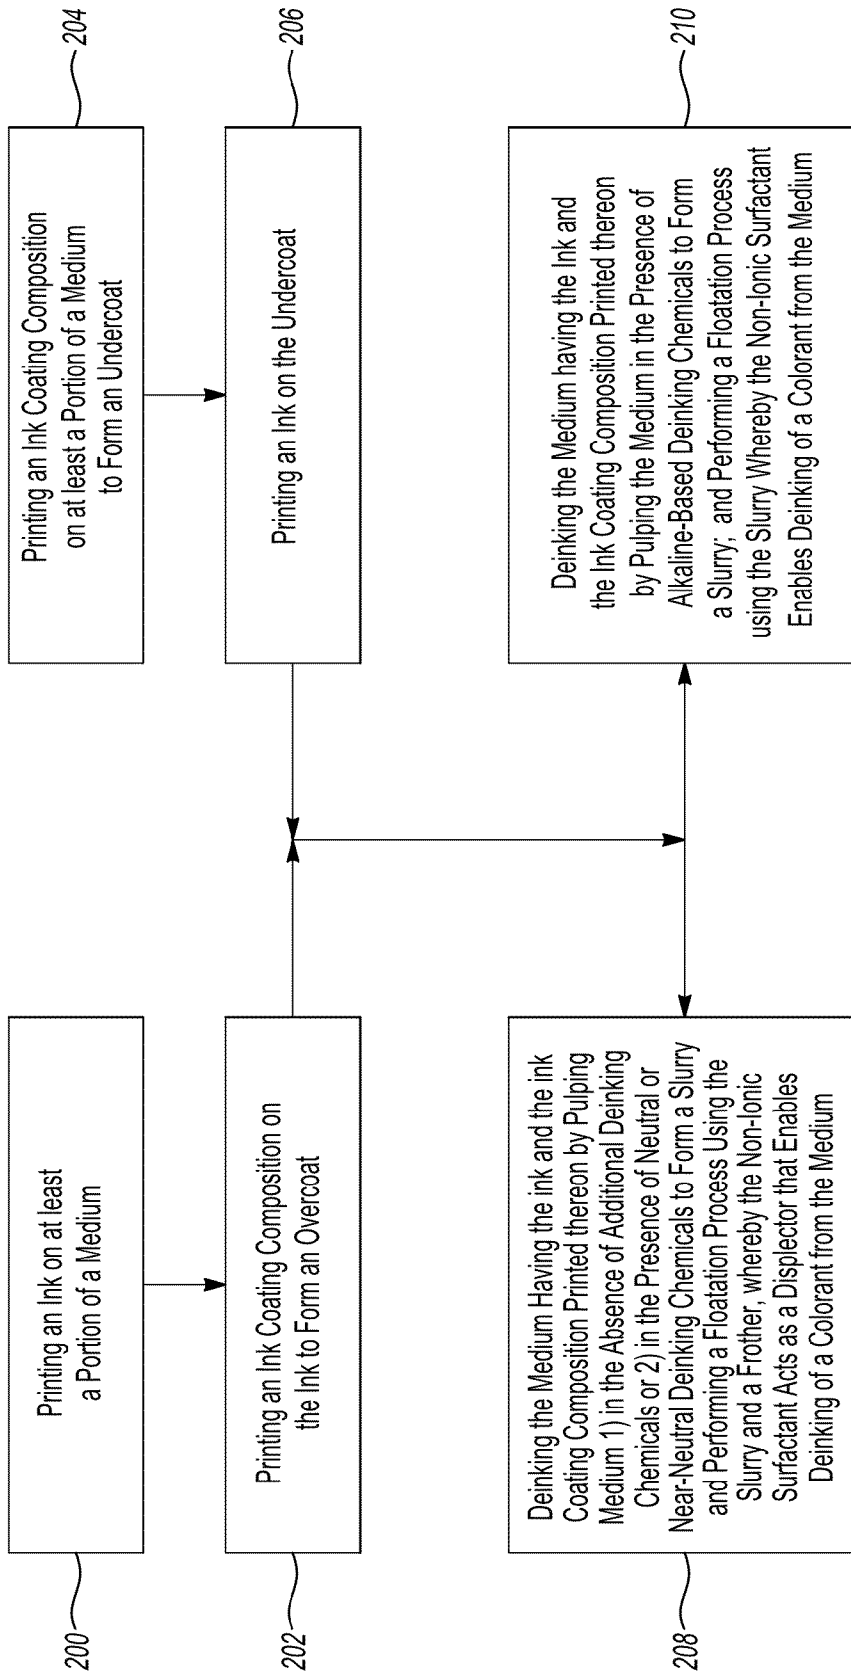 200
Printing an Ink on at least
a Portion of a Medium
202
Printing an Ink Coating Composition on
the Ink to Form an Overcoat
Printing an Ink Coating Composition
on at least a Portion of a Medium
to Form an Undercoat
204
Printing an Ink on the Undercoat
206
208
Deinking the Medium Having the ink and the ink
Coating Composition Printed thereon by Pulping
Medium 1) in the Absence of Additional Deinking
Chemicals or 2) in the Presence of Neutral or
Near-Neutral Deinking Chemicals to Form a Slurry
and Performing a Floatation Process Using the
Slurry and a Frother, whereby the Non-Ionic
Surfactant Acts as a Displector that Enables
Deinking of a Colorant from the Medium
Deinking the Medium having the Ink and
the Ink Coating Composition Printed thereon
by Pulping the Medium in the Presence of
Alkaline-Based Deinking Chemicals to Form
a Slurry; and Performing a Floatation Process
using the Slurry Whereby the Non-Ionic Surfactant
Enables Deinking of a Colorant from the Medium
210